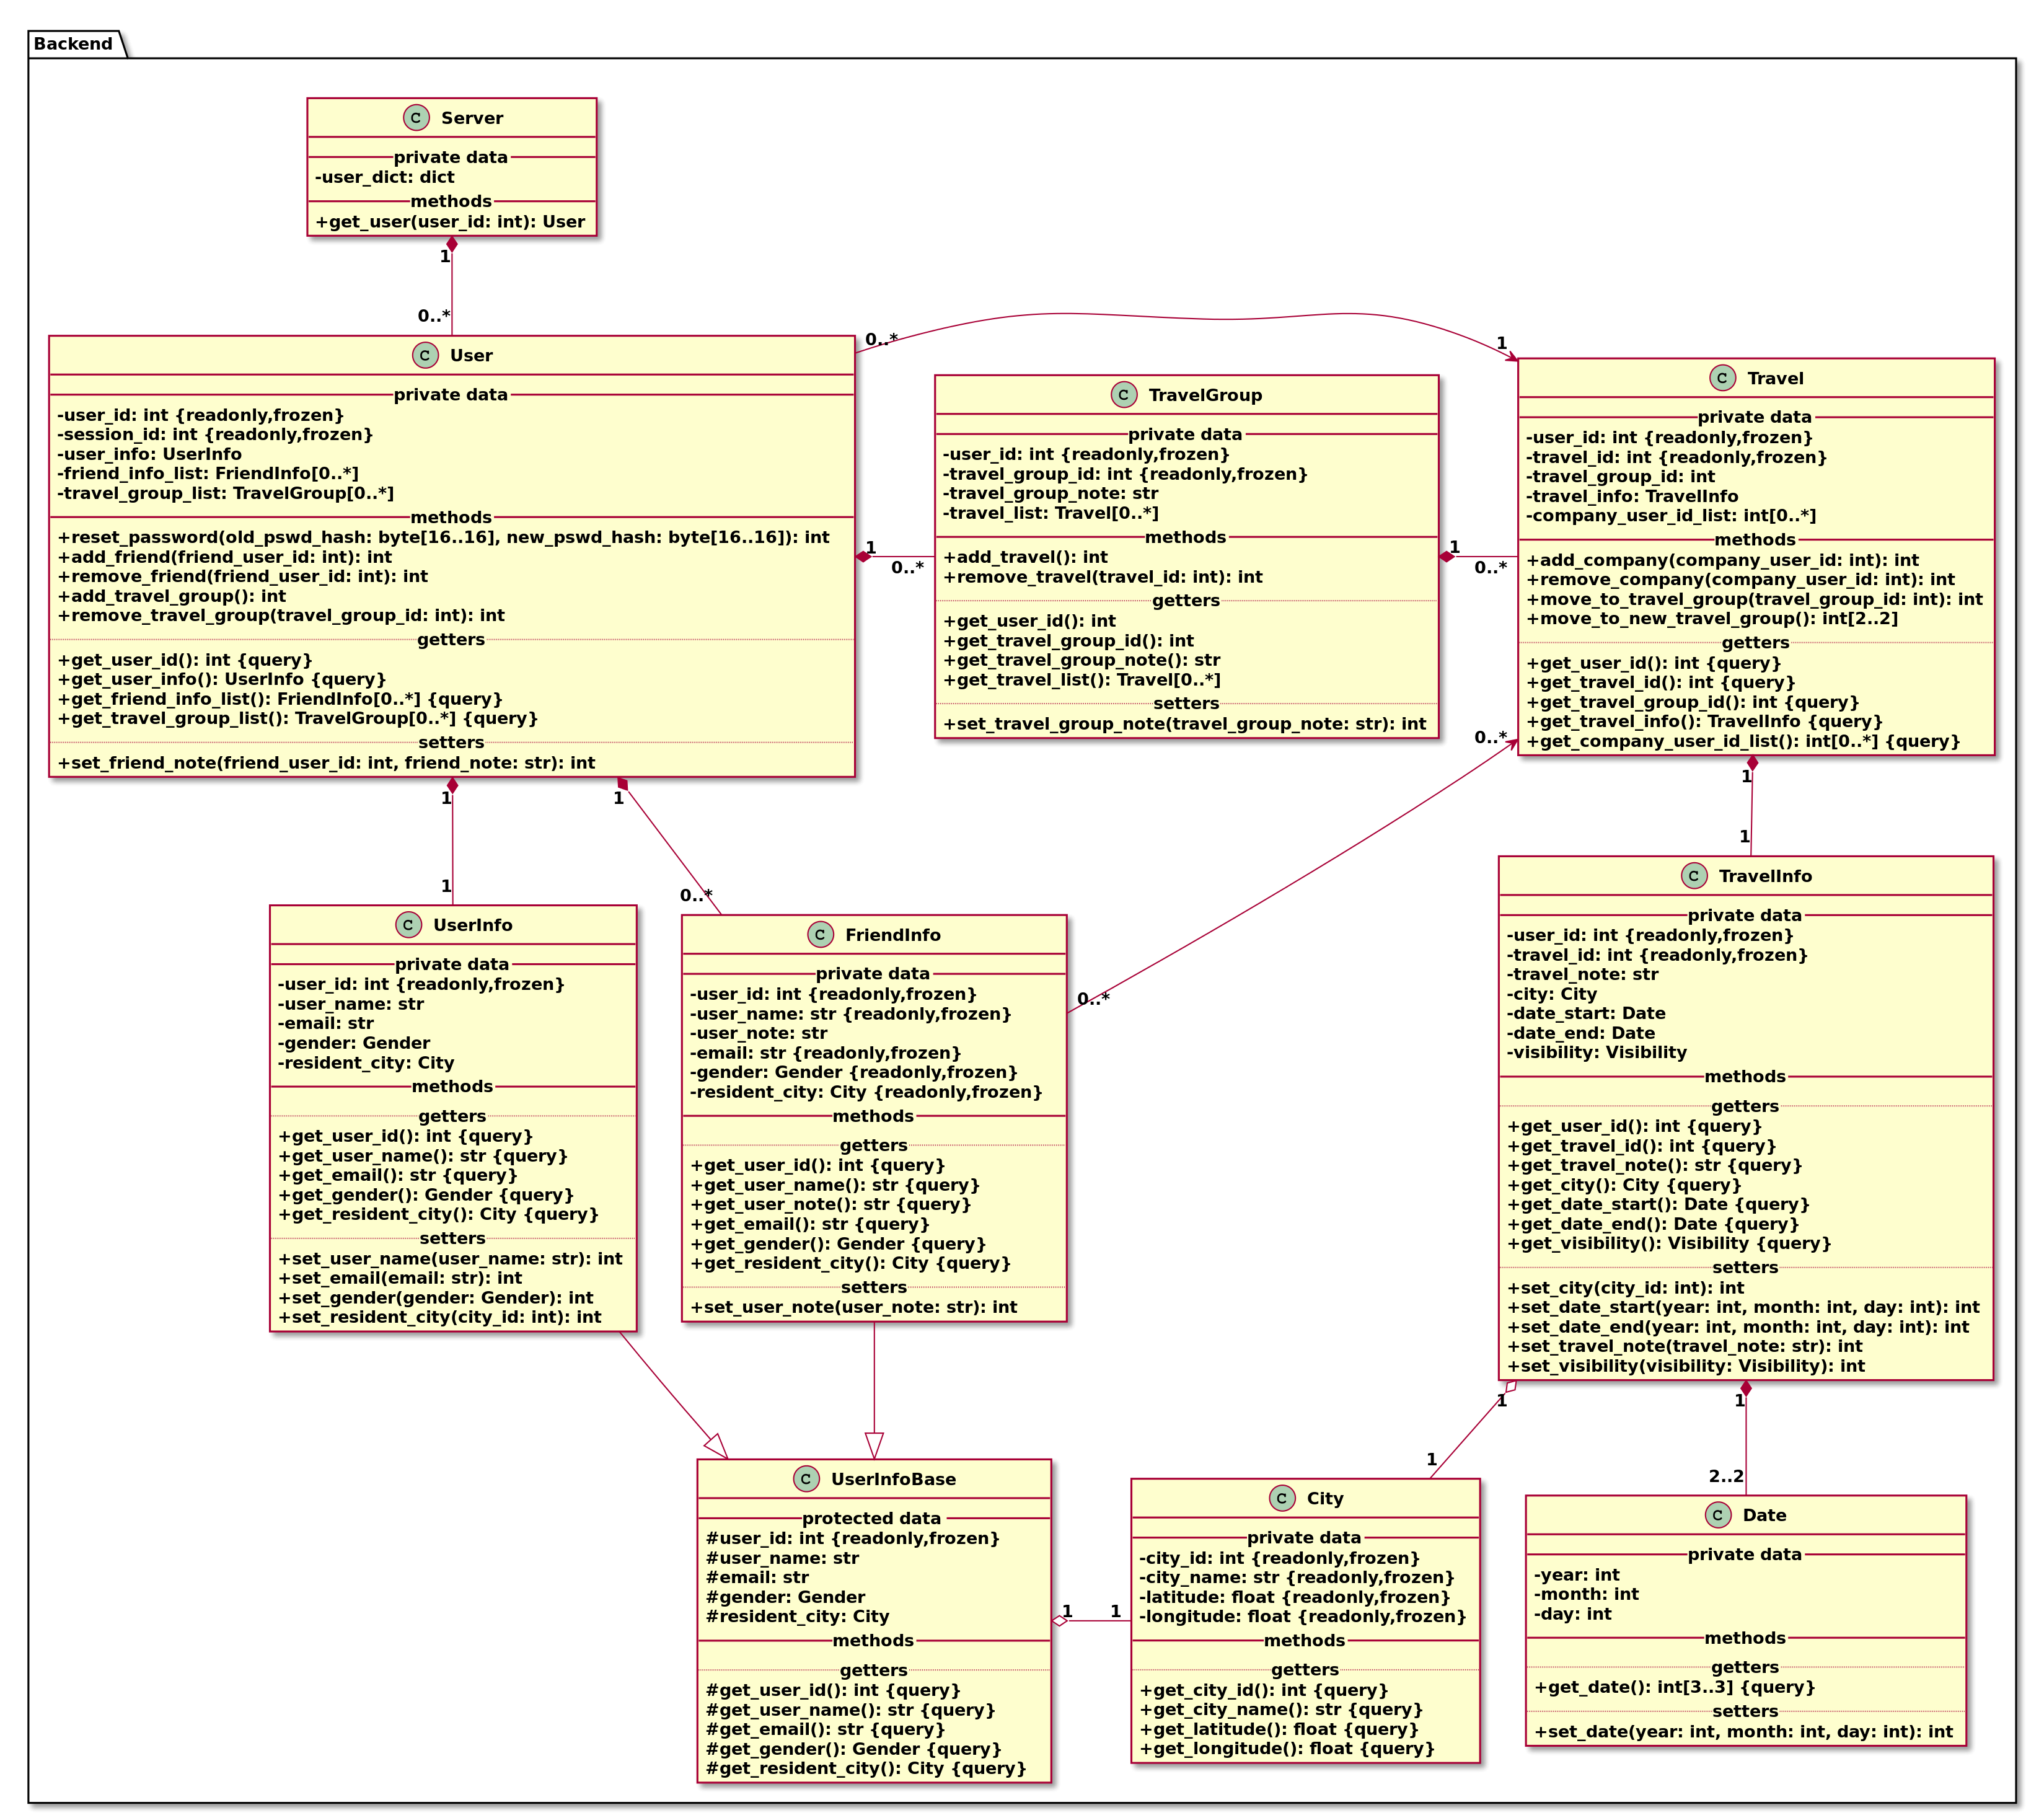 Backend
C Server
private data
-user_dict: dict
methods
+get_user(user_id: int): User
1
0..*
C User
private data
-user_id: int {readonly,frozen}
-session_id: int {readonly,frozen}
-user_info: UserInfo
-friend_info_list: FriendInfo[0..*]
-travel_group_list: TravelGroup[0..*]
methods
+reset_password(old_pswd_hash: byte[16..16], new_pswd_hash: byte[16..16]): int
+add_friend(friend_user_id: int): int
+remove_friend(friend_user_id: int): int
+add_travel_group(): int
+remove_travel_group(travel_group_id: int): int
getters
+get_user_id(): int {query}
+get_user_info(): UserInfo {query}
+get_friend_info_list(): FriendInfo[0..*] {query}
+get_travel_group_list(): TravelGroup[0..*] {query}
setters
+set_friend_note(friend_user_id: int, friend_note: str): int
0..*
1
1
0..*
C TravelGroup
private data
-user_id: int {readonly,frozen}
-travel_group_id: int {readonly,frozen}
-travel_group_note: str
-travel_list: Travel[0..*]
methods
+add_travel(): int
+remove_travel(travel_id: int): int
getters
+get_user_id(): int
+get_travel_group_id(): int
+get_travel_group_note(): str
+get_travel_list(): Travel[0..*]
setters
+set_travel_group_note(travel_group_note: str): int
1
0..*
C Travel
private data
-user_id: int {readonly,frozen}
-travel_id: int {readonly,frozen}
-travel_group_id: int
-travel_info: TravelInfo
-company_user_id_list: int[0..*]
methods
+add_company(company_user_id: int): int
+remove_company(company_user_id: int): int
+move_to_travel_group(travel_group_id: int): int
+move_to_new_travel_group(): int[2..2]
getters
+get_user_id(): int {query}
+get_travel_id(): int {query}
+get_travel_group_id(): int {query}
+get_travel_info(): TravelInfo {query}
+get_company_user_id_list(): int[0..*] {query}
0..*
1
1
1
1
1
0..*
0..*
C UserInfo
private data
-user_id: int {readonly,frozen}
-user_name: str
-email: str
-gender: Gender
-resident_city: City
methods
getters
+get_user_id(): int {query}
+get_user_name(): str {query}
+get_email(): str {query}
+get_gender(): Gender {query}
+get_resident_city(): City {query}
setters
+set_user_name(user_name: str): int
+set_email(email: str): int
+set_gender(gender: Gender): int
+set_resident_city(city_id: int): int
C FriendInfo
private data
-user_id: int {readonly,frozen}
-user_name: str {readonly,frozen}
-user_note: str
-email: str {readonly,frozen}
-gender: Gender {readonly,frozen}
-resident_city: City {readonly,frozen}
methods
getters
+get_user_id(): int {query}
+get_user_name(): str {query}
+get_user_note(): str {query}
+get_email(): str {query}
+get_gender(): Gender {query}
+get_resident_city(): City {query}
setters
+set_user_note(user_note: str): int
C TravelInfo
private data
-user_id: int {readonly,frozen}
-travel_id: int {readonly,frozen}
-travel_note: str
-city: City
-date_start: Date
-date_end: Date
-visibility: Visibility
methods
getters
+get_user_id(): int {query}
+get_travel_id(): int {query}
+get_travel_note(): str {query}
+get_city(): City {query}
+get_date_start(): Date {query}
+get_date_end(): Date {query}
+get_visibility(): Visibility {query}
setters
+set_city(city_id: int): int
+set_date_start(year: int, month: int, day: int): int
+set_date_end(year: int, month: int, day: int): int
+set_travel_note(travel_note: str): int
+set_visibility(visibility: Visibility): int
1
1
1
2..2
C UserInfoBase
protected data
#user_id: int {readonly,frozen}
#user_name: str
#email: str
#gender: Gender
#resident_city: City
methods
getters
#get_user_id(): int {query}
#get_user_name(): str {query}
#get_email(): str {query}
#get_gender(): Gender {query}
#get_resident_city(): City {query}
1
1
C City
private data
-city_id: int {readonly,frozen}
-city_name: str {readonly,frozen}
-latitude: float {readonly,frozen}
-longitude: float {readonly,frozen}
methods
getters
+get_city_id(): int {query}
+get_city_name(): str {query}
+get_latitude(): float {query}
+get_longitude(): float {query}
C Date
private data
-year: int
-month: int
-day: int
methods
getters
+get_date(): int[3..3] {query}
setters
+set_date(year: int, month: int, day: int): int